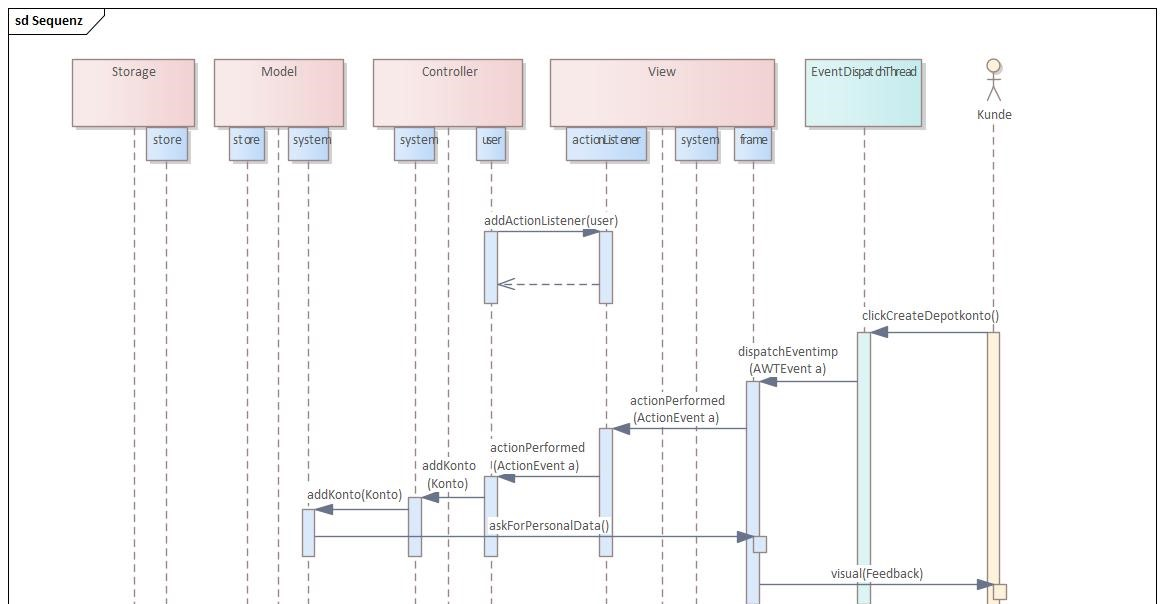 sd Sequenz
Storage
Model
Controller
View
EventDispatchThread
Kunde
store
store
system
system
user
actionListener
system
frame
addActionListener(user)
clickCreateDepotkonto()
dispatchEventimp
(AWTEvent a)
actionPerformed
(ActionEvent a)
actionPerformed
(ActionEvent a)
addKonto
(Konto)
addKonto(Konto)
askForPersonalData()
visual(Feedback)